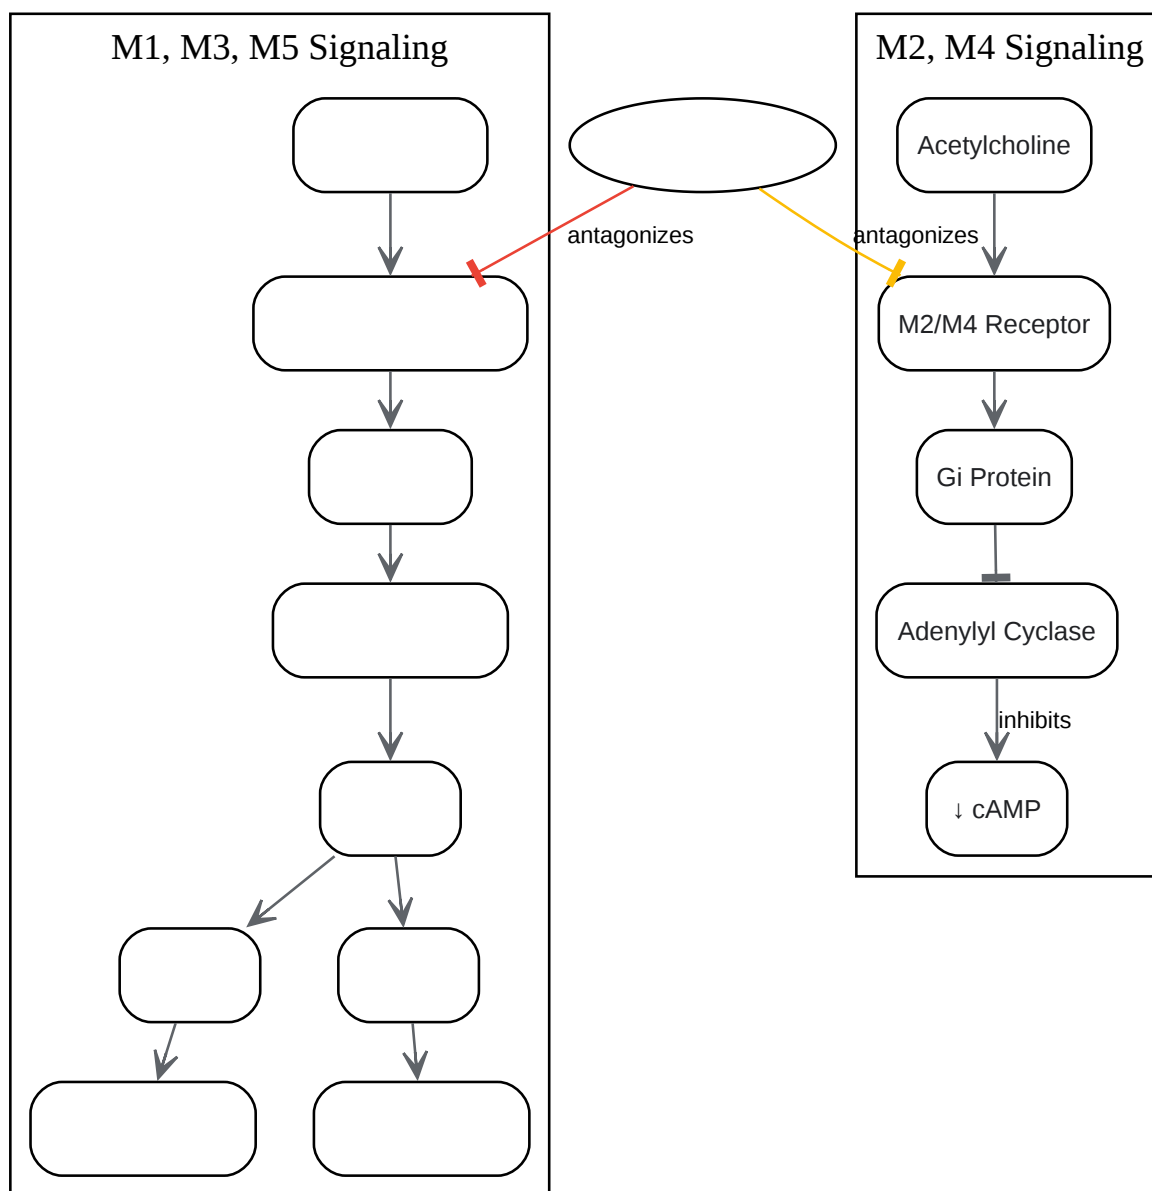 M1, M3, M5 Signaling
M2, M4 Signaling
Acetylcholine
antagonizes
antagonizes
M2/M4 Receptor
Gi Protein
Adenylyl Cyclase
inhibits
↓ cAMP